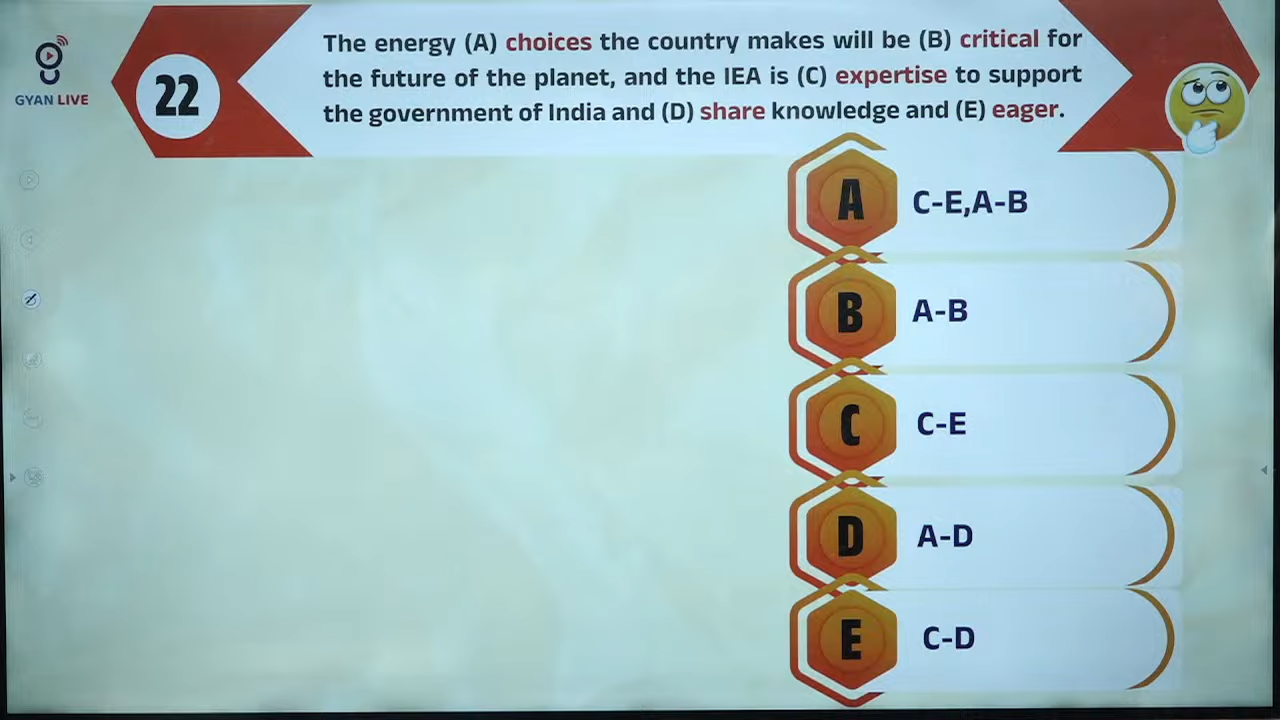 GYAN LIVE
22
The energy (A) choices the country makes will be (B) critical for
the future of the planet, and the IEA is (C) expertise to support
the government of India and (D) share knowledge and (E) eager.
A C-E,A-B
B A-B
C C-E
D A-D
E C-D